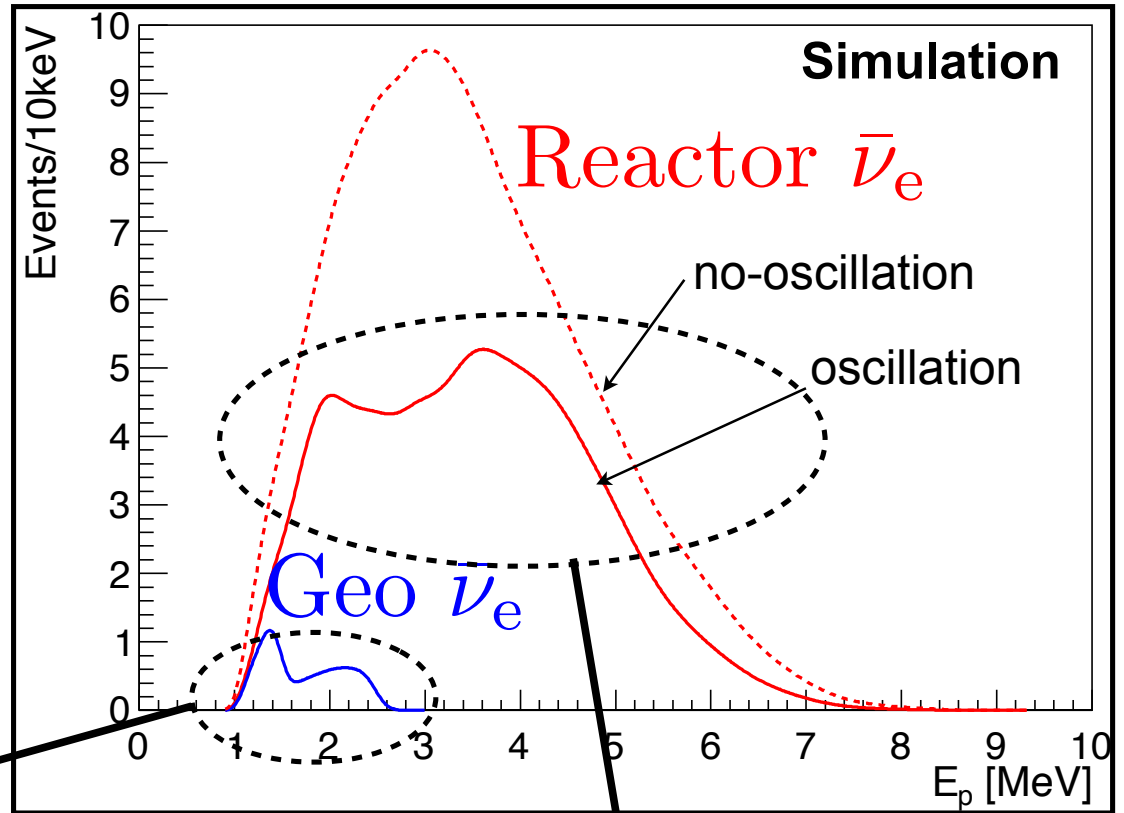 Simulation
Reactor ν̄e
no-oscillation
oscillation
Geo ν̄e
Events/10keV
10
9
8
7
6
5
4
3
2
1
0
0 1 2 3 4 5 6 7 8 9 10
Ep [MeV]